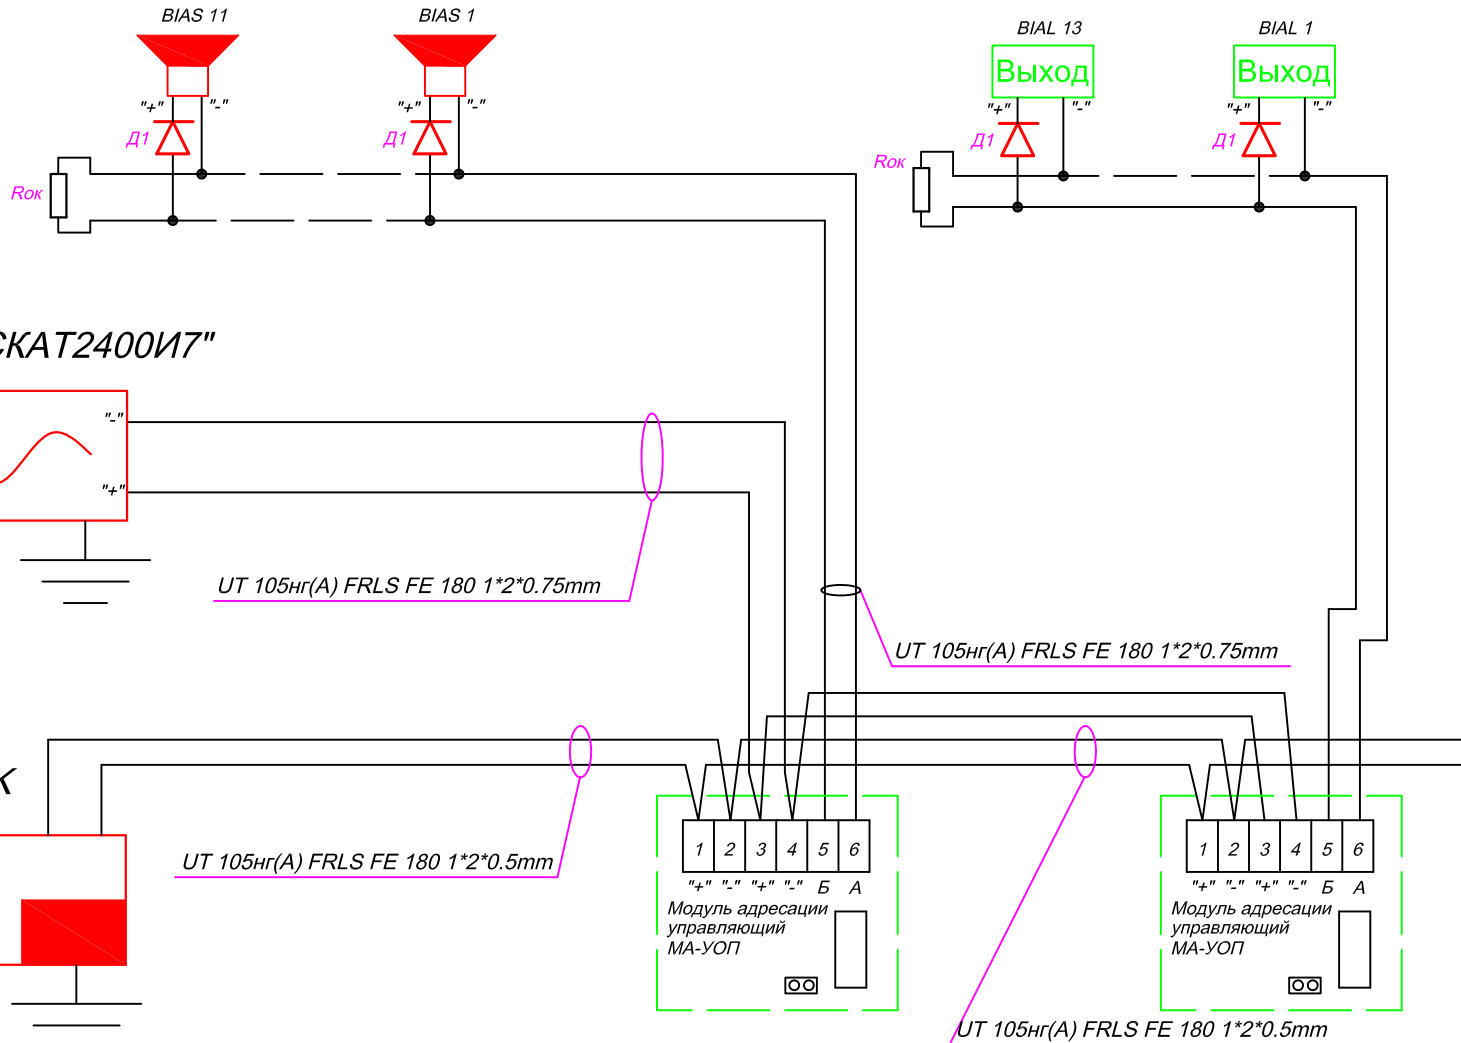 BIAS 11
BIAS 1
BIAL 13
BIAL 1
Выход
Выход
"+" "-"
"+" "-"
"+" "-"
"+" "-"
Д1
Д1
Д1
Д1
Rок
Rок
СКАТ2400И7"
"-"
"+"
UT 105нг(А) FRLS FE 180 1*2*0.75mm
UT 105нг(А) FRLS FE 180 1*2*0.75mm
К
UT 105нг(А) FRLS FE 180 1*2*0.5mm
1 2 3 4 5 6
"+" "-" "+" "-" Б А
Модуль адресации
управляющий
МА-УОП
1 2 3 4 5 6
"+" "-" "+" "-" Б А
Модуль адресации
управляющий
МА-УОП
UT 105нг(А) FRLS FE 180 1*2*0.5mm